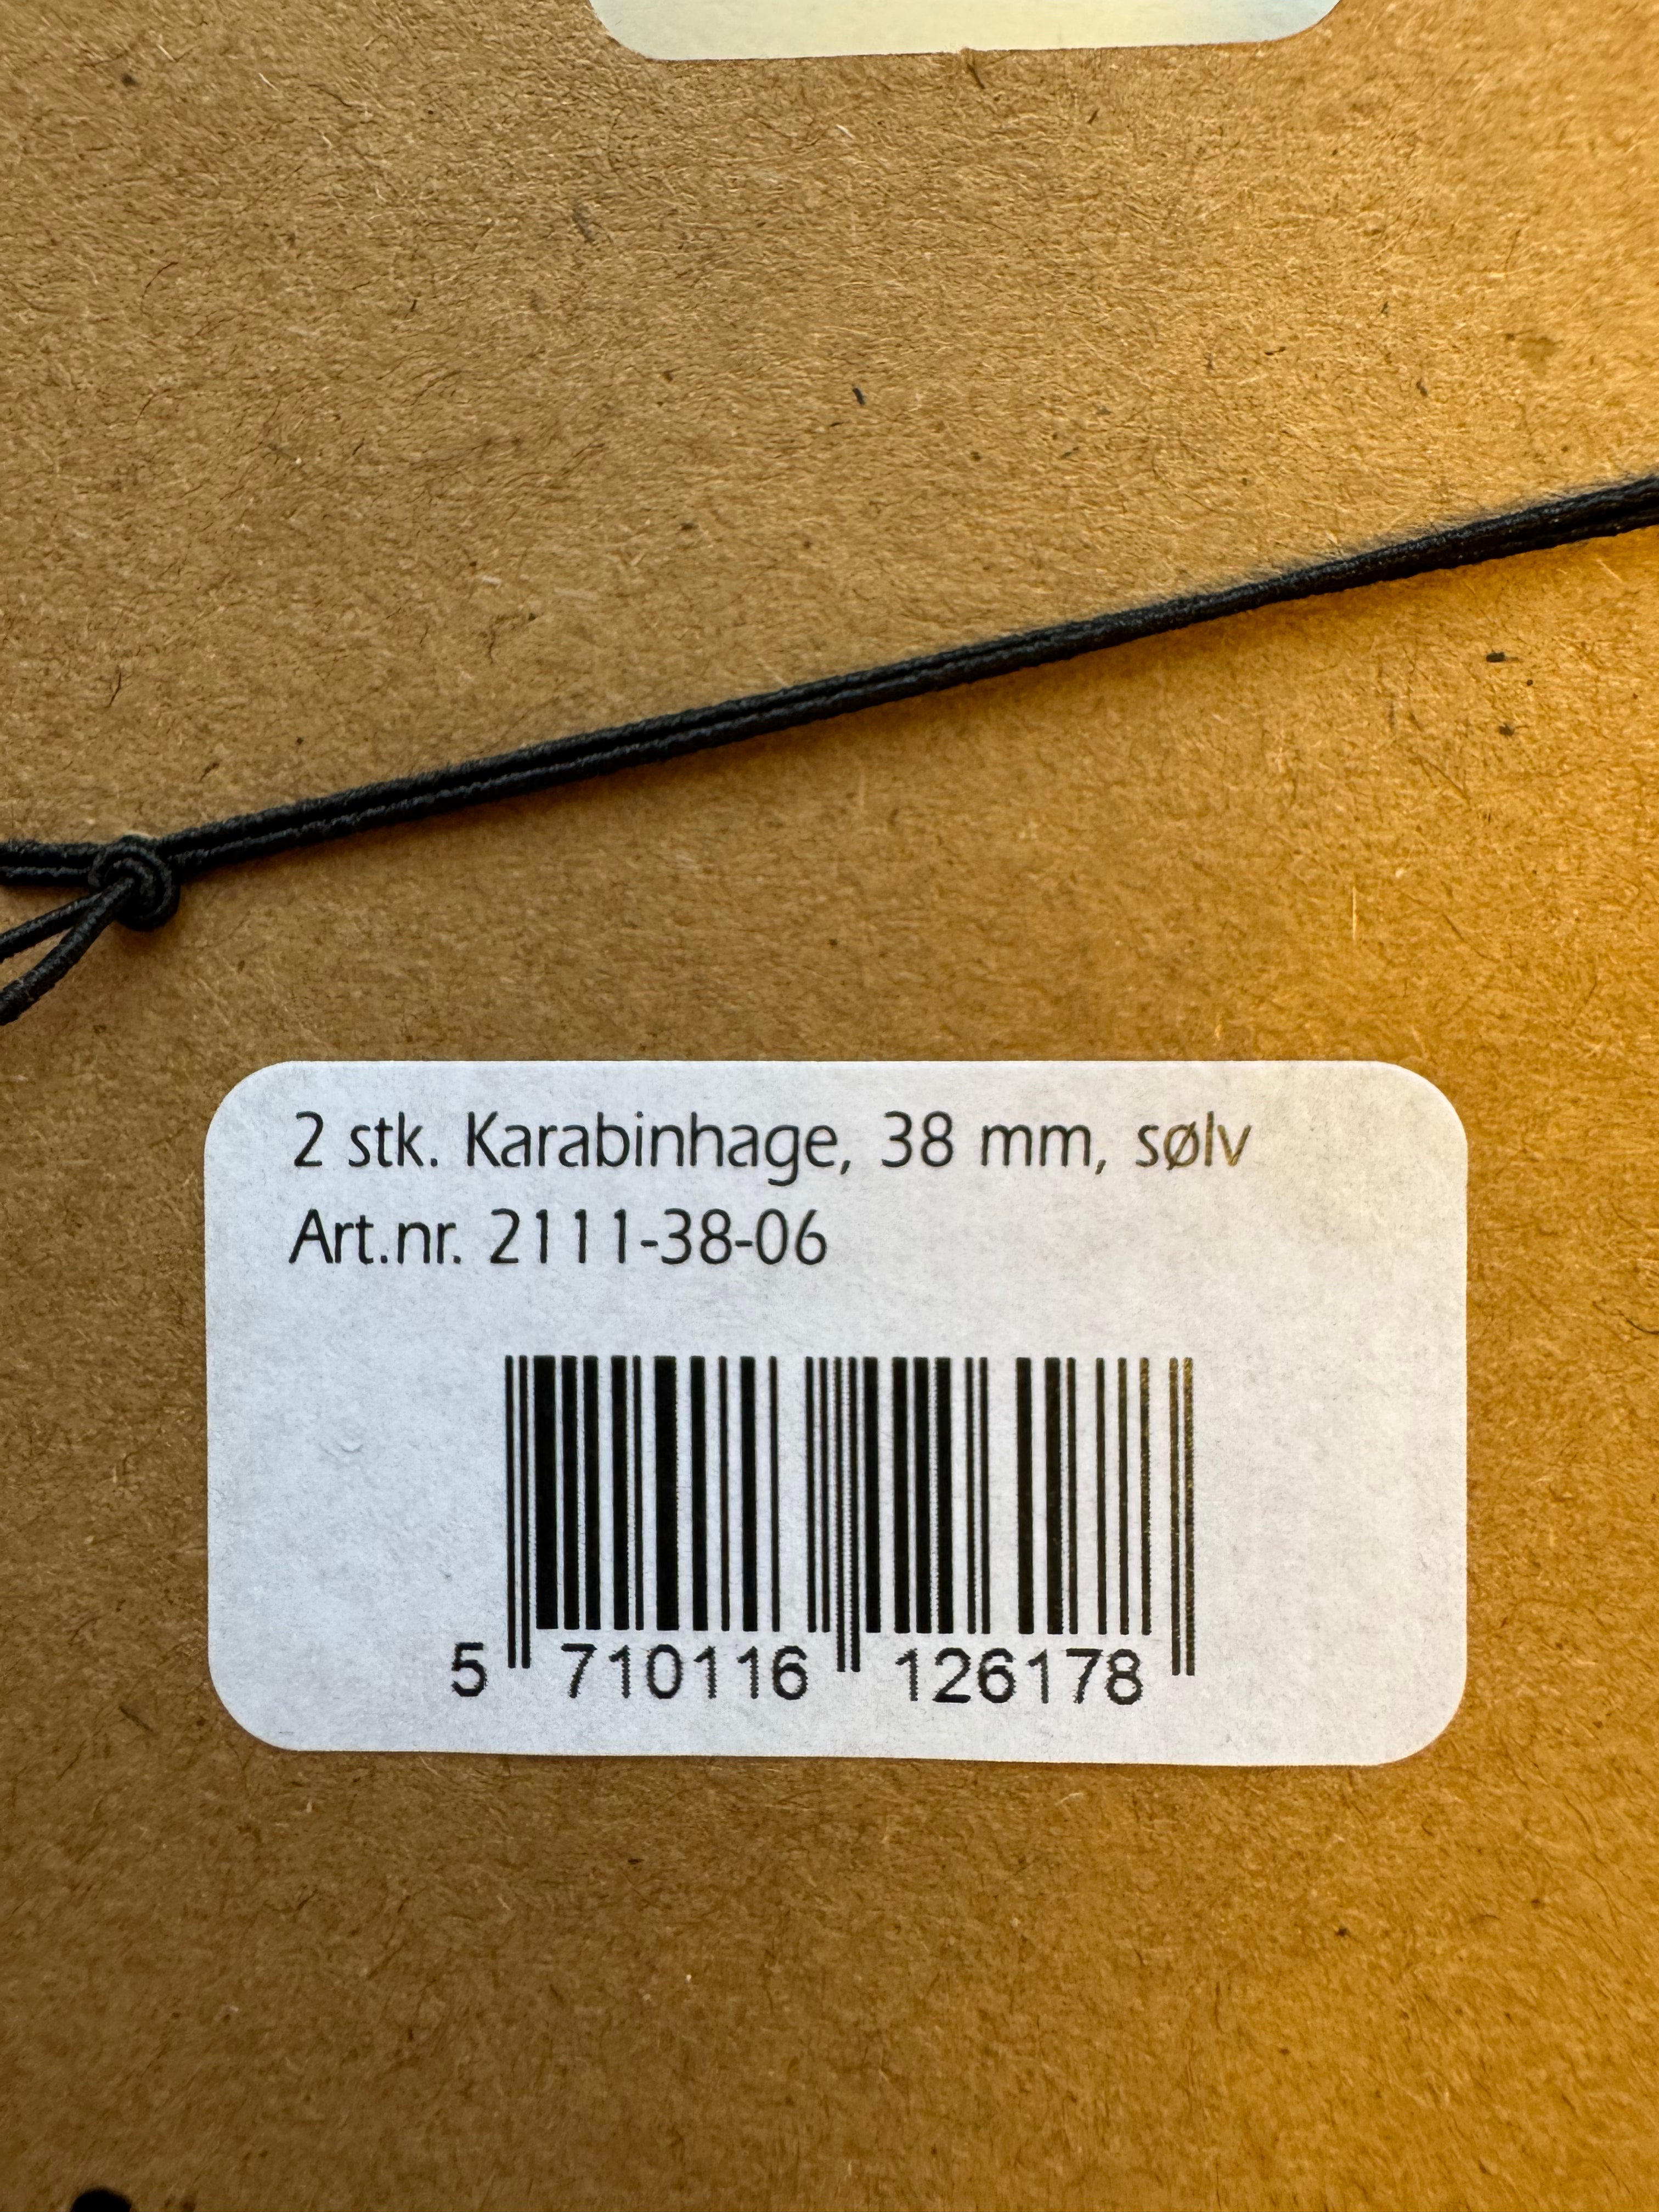 2 stk. Karabinhage, 38 mm, sølv
Art.nr. 2111-38-06
5 710116 126178